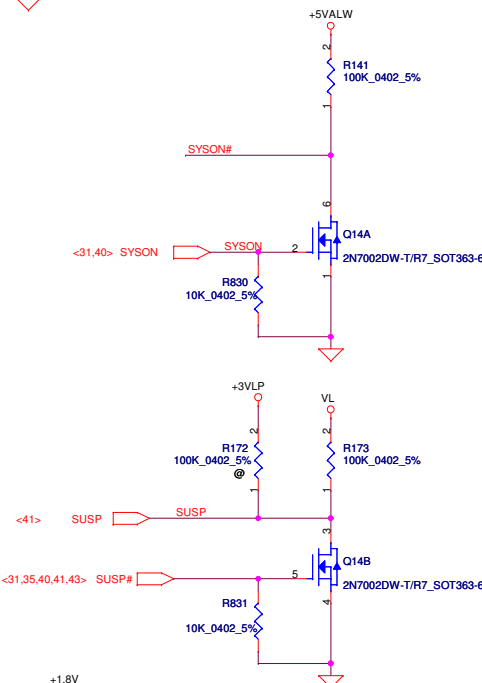 +5VALW
2
R141
100K_0402_5%
1
SYSON#
6
Q14A
<31,40> SYSON
SYSON
2
2N7002DW-T/R7_SOT363-6
R830
10K_0402_5%
1
+3VLP
VL
2
2
R172
R173
100K_0402_5%
100K_0402_5%
@
1
1
<41> SUSP
SUSP
3
Q14B
<31,35,40,41,43> SUSP#
5
2N7002DW-T/R7_SOT363-6
R831
4
10K_0402_5%
+1.8V